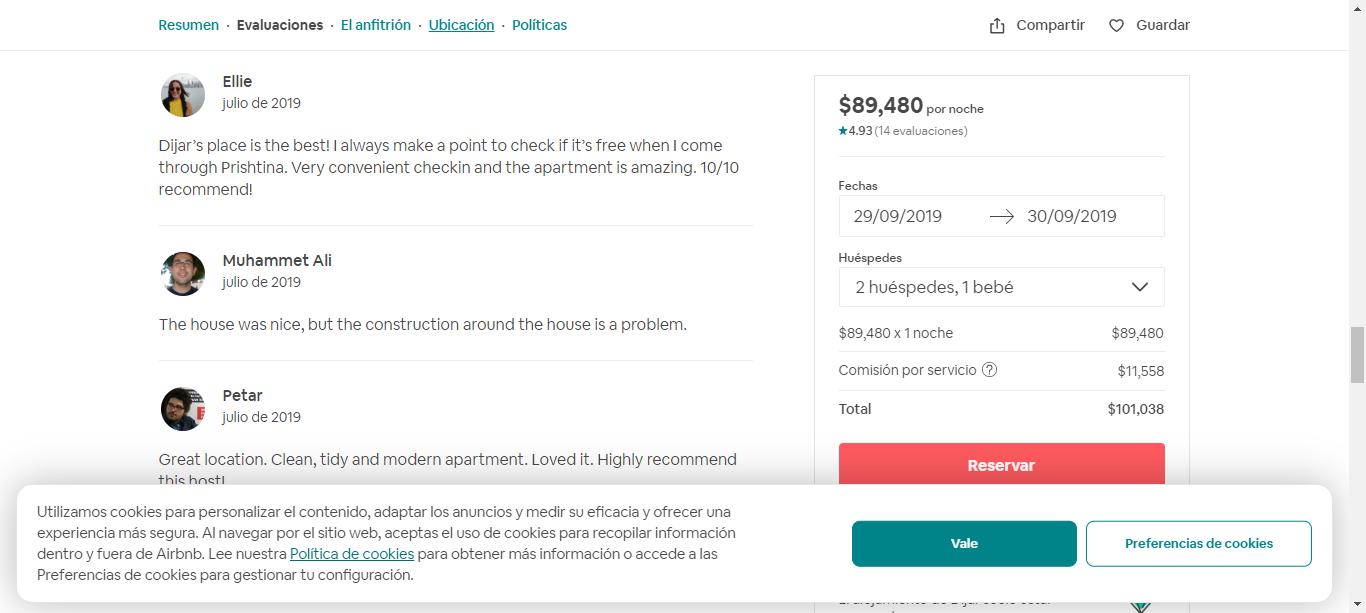 Resumen · Evaluaciones · El anfitrión · Ubicación · Políticas
Compartir Guardar
Ellie
julio de 2019
Dijar’s place is the best! I always make a point to check if it’s free when I come
through Prishtina. Very convenient checkin and the apartment is amazing. 10/10
recommend!
Muhammet Ali
julio de 2019
The house was nice, but the construction around the house is a problem.
Petar
julio de 2019
Great location. Clean, tidy and modern apartment. Loved it. Highly recommend
this host!
$89,480 por noche
★4.93 (14 evaluaciones)
Fechas
29/09/2019 → 30/09/2019
Huéspedes
2 huéspedes, 1 bebé
$89,480 x 1 noche $89,480
Comisión por servicio ? $11,558
Total $101,038
Reservar
Utilizamos cookies para personalizar el contenido, adaptar los anuncios y medir su eficacia y ofrecer una
experiencia más segura. Al navegar por el sitio web, aceptas el uso de cookies para recopilar información
dentro y fuera de Airbnb. Lee nuestra Política de cookies para obtener más información o accede a las
Preferencias de cookies para gestionar tu configuración.
Vale
Preferencias de cookies